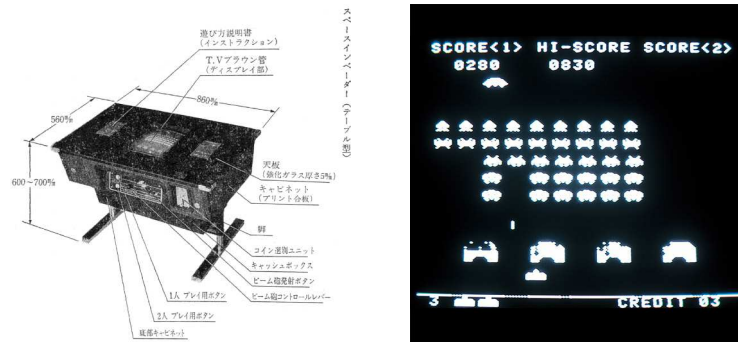 スペースインベーダー(テーブル型)
遊び方説明書
(インストラクション)
T.Vブラウン管
(ディスプレイ部)
860㎜
560㎜
600~700㎜
天板
(強化ガラス厚さ5㎜)
キャビネット
(プリント合板)
脚
コイン選別ユニット
キャッシュボックス
ビーム砲発射ボタン
ビーム砲コントロールレバー
1人 プレイ用ボタン
2人 プレイ用ボタン
底部キャビネット
SCORE<1> HI-SCORE SCORE<2>
0280 0830
3 CREDIT 03